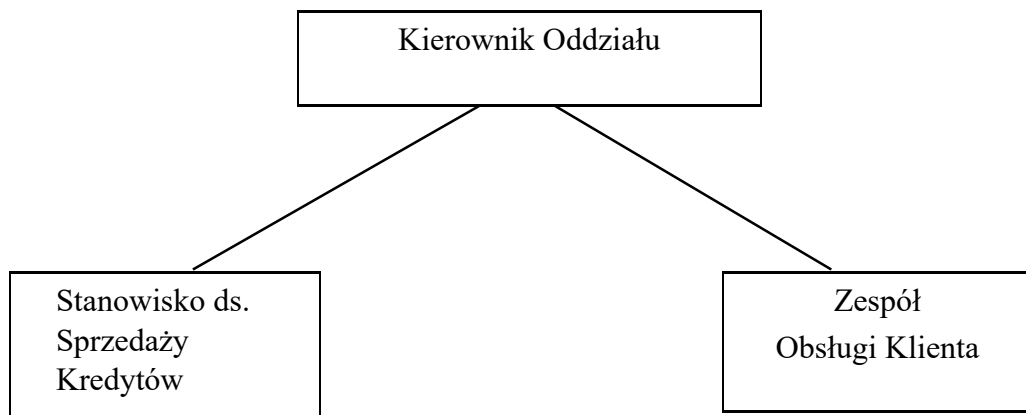 Kierownik Oddziału
Stanowisko ds.
Sprzedaży
Kredytów
Zespół
Obsługi Klienta